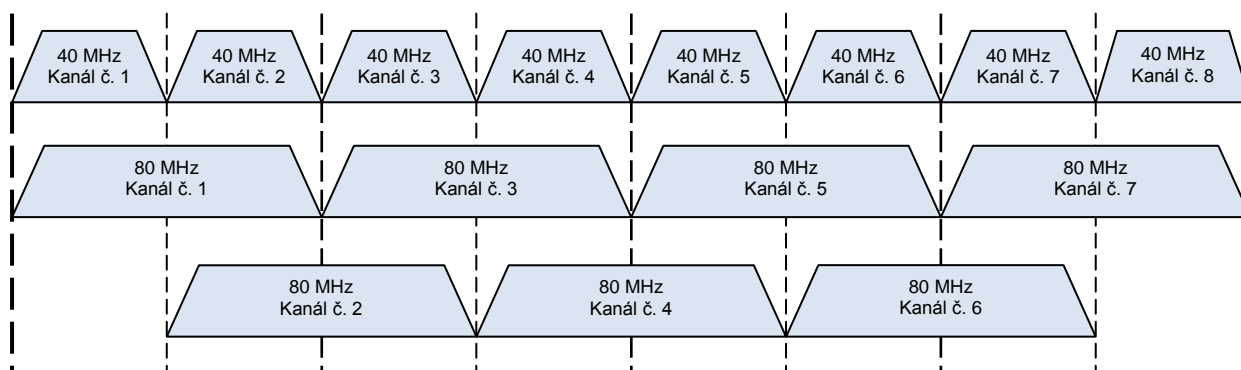 40 MHz
Kanál č. 1
40 MHz
Kanál č. 2
40 MHz
Kanál č. 3
40 MHz
Kanál č. 4
40 MHz
Kanál č. 5
40 MHz
Kanál č. 6
40 MHz
Kanál č. 7
40 MHz
Kanál č. 8
80 MHz
Kanál č. 1
80 MHz
Kanál č. 3
80 MHz
Kanál č. 5
80 MHz
Kanál č. 7
80 MHz
Kanál č. 2
80 MHz
Kanál č. 4
80 MHz
Kanál č. 6